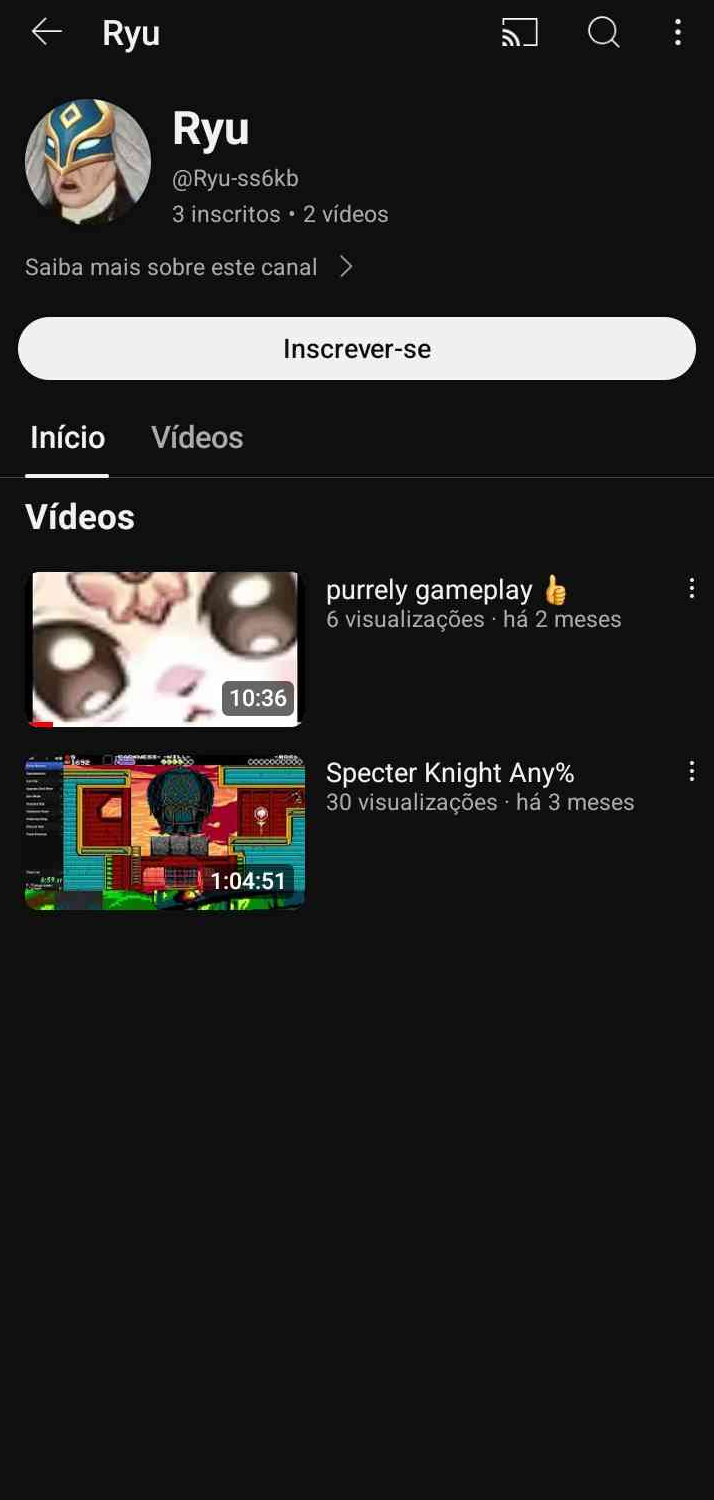 Ryu
Ryu
@Ryu-ss6kb
3 inscritos • 2 vídeos
Saiba mais sobre este canal
Inscrever-se
Início Vídeos
Vídeos
purrely gameplay 👍
6 visualizações · há 2 meses
10:36
Specter Knight Any%
30 visualizações · há 3 meses
1:04:51